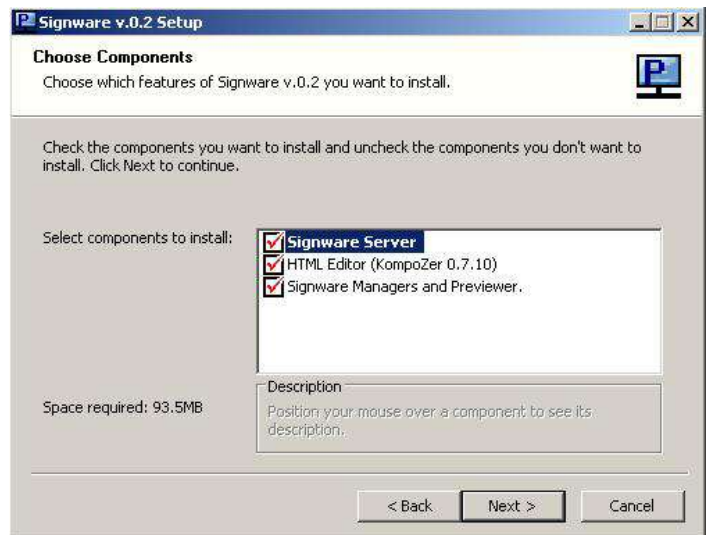 Signware v.0.2 Setup
Choose Components
Choose which features of Signware v.0.2 you want to install.
P
Check the components you want to install and uncheck the components you don't want to
install. Click Next to continue.
Select components to install:
Signware Server
HTML Editor (KompoZer 0.7.10)
Signware Managers and Previewer.
Space required: 93.5MB
Description
Position your mouse over a component to see its
description.
< Back
Next >
Cancel